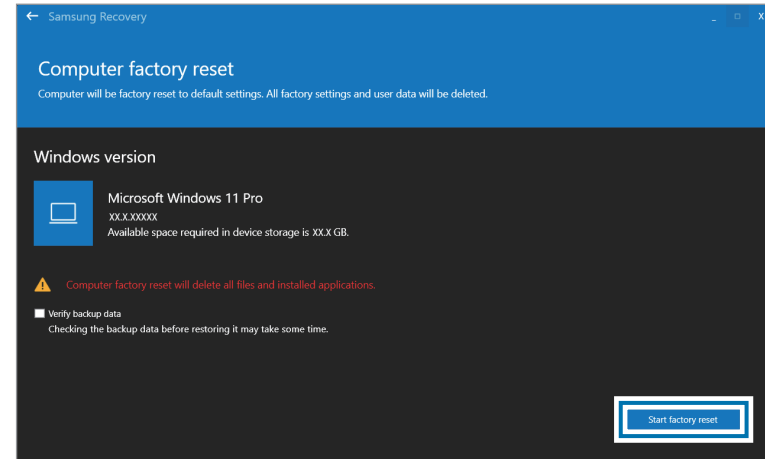 Samsung Recovery
Computer factory reset
Computer will be factory reset to default settings. All factory settings and user data will be deleted.
Windows version
Microsoft Windows 11 Pro
XX.X.XXXXX
Available space required in device storage is XX.X GB.
Computer factory reset will delete all files and installed applications.
Verify backup data
Checking the backup data before restoring it may take some time.
Start factory reset